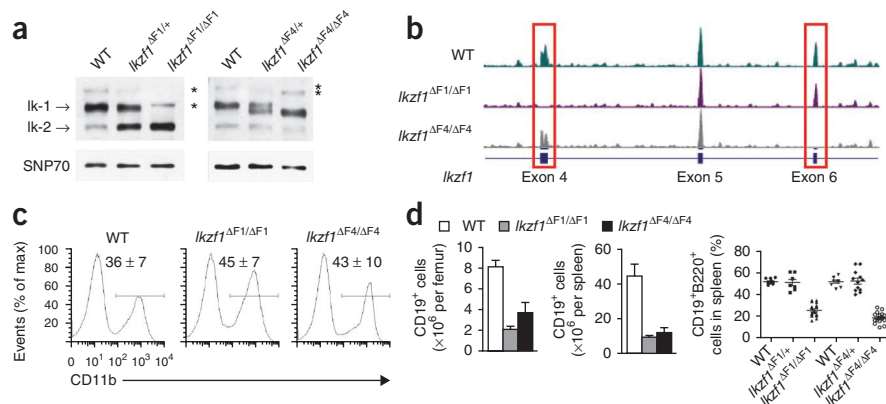 a
WT
Ikzf1ΔF1/+
Ikzf1ΔF1/ΔF1
WT
Ikzf1ΔF4/+
Ikzf1ΔF4/ΔF4
*
*
*
*
Ik-1 →
Ik-2 →
SNP70
b
WT
Ikzf1ΔF1/ΔF1
Ikzf1ΔF4/ΔF4
Ikzf1
Exon 4
Exon 5
Exon 6
c
WT
Ikzf1ΔF1/ΔF1
Ikzf1ΔF4/ΔF4
36 ± 7
45 ± 7
43 ± 10
Events (% of max)
100
80
60
40
20
0
0 10¹ 10² 10³ 10⁴
CD11b
d
WT
Ikzf1ΔF1/ΔF1
Ikzf1ΔF4/ΔF4
CD19+ cells
(×10⁶ per femur)
10
8
6
4
2
0
CD19+ cells
(×10⁶ per spleen)
60
40
20
0
CD19+B220+
cells in spleen (%)
80
60
40
20
0
WT
Ikzf1ΔF1/+
Ikzf1ΔF1/ΔF1
WT
Ikzf1ΔF4/+
Ikzf1ΔF4/ΔF4